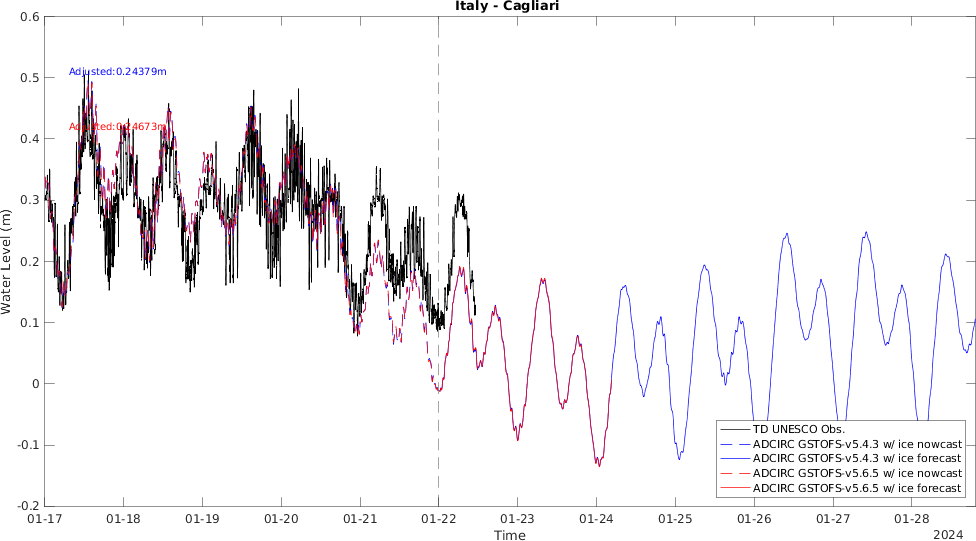 Italy - Cagliari
Water Level (m)
0.6
0.5
0.4
0.3
0.2
0.1
0
-0.1
-0.2
Adjusted:0.24379m
Adjusted:0.24673m
TD UNESCO Obs.
ADCIRC GSTOFS-v5.4.3 w/ ice nowcast
ADCIRC GSTOFS-v5.4.3 w/ ice forecast
ADCIRC GSTOFS-v5.6.5 w/ ice nowcast
ADCIRC GSTOFS-v5.6.5 w/ ice forecast
01-17 01-18 01-19 01-20 01-21 01-22 01-23 01-24 01-25 01-26 01-27 01-28
Time
2024